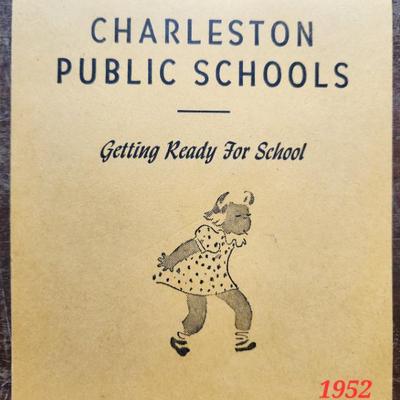 CHARLESTON
PUBLIC SCHOOLS
Getting Ready For School
1952